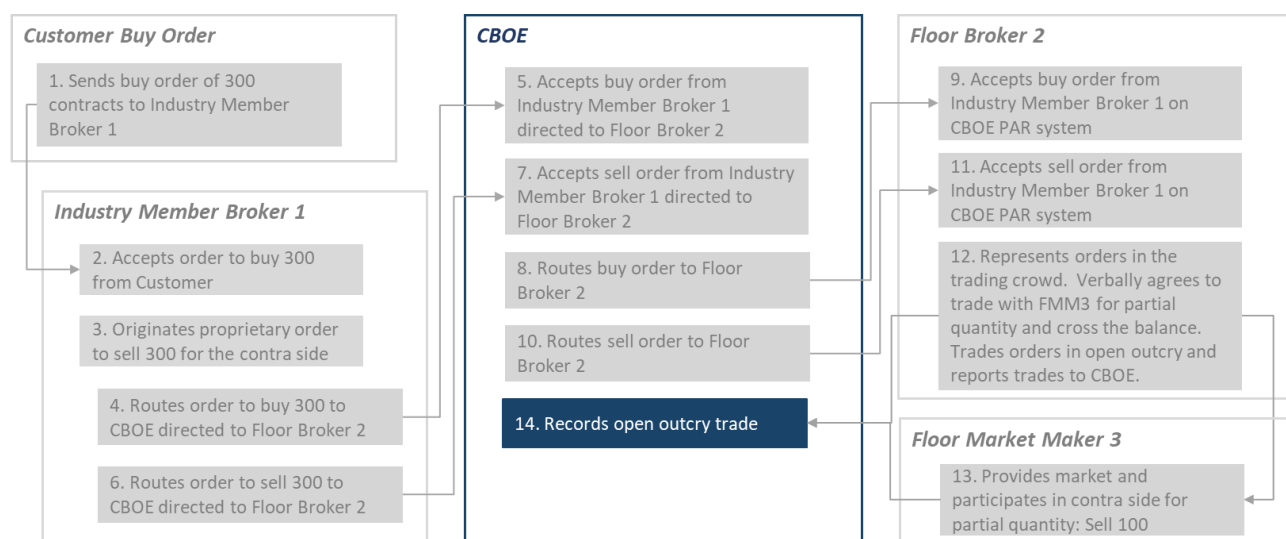 Customer Buy Order
1. Sends buy order of 300
contracts to Industry Member
Broker 1
Industry Member Broker 1
2. Accepts order to buy 300
from Customer
3. Originates proprietary order
to sell 300 for the contra side
4. Routes order to buy 300 to
CBOE directed to Floor Broker 2
6. Routes order to sell 300 to
CBOE directed to Floor Broker 2
CBOE
5. Accepts buy order from
Industry Member Broker 1
directed to Floor Broker 2
7. Accepts sell order from Industry
Member Broker 1 directed to
Floor Broker 2
8. Routes buy order to Floor
Broker 2
10. Routes sell order to Floor
Broker 2
14. Records open outcry trade
Floor Broker 2
9. Accepts buy order from
Industry Member Broker 1 on
CBOE PAR system
11. Accepts sell order from
Industry Member Broker 1 on
CBOE PAR system
12. Represents orders in the
trading crowd.  Verbally agrees to
trade with FMM3 for partial
quantity and cross the balance.
Trades orders in open outcry and
reports trades to CBOE.
Floor Market Maker 3
13. Provides market and
participates in contra side for
partial quantity: Sell 100